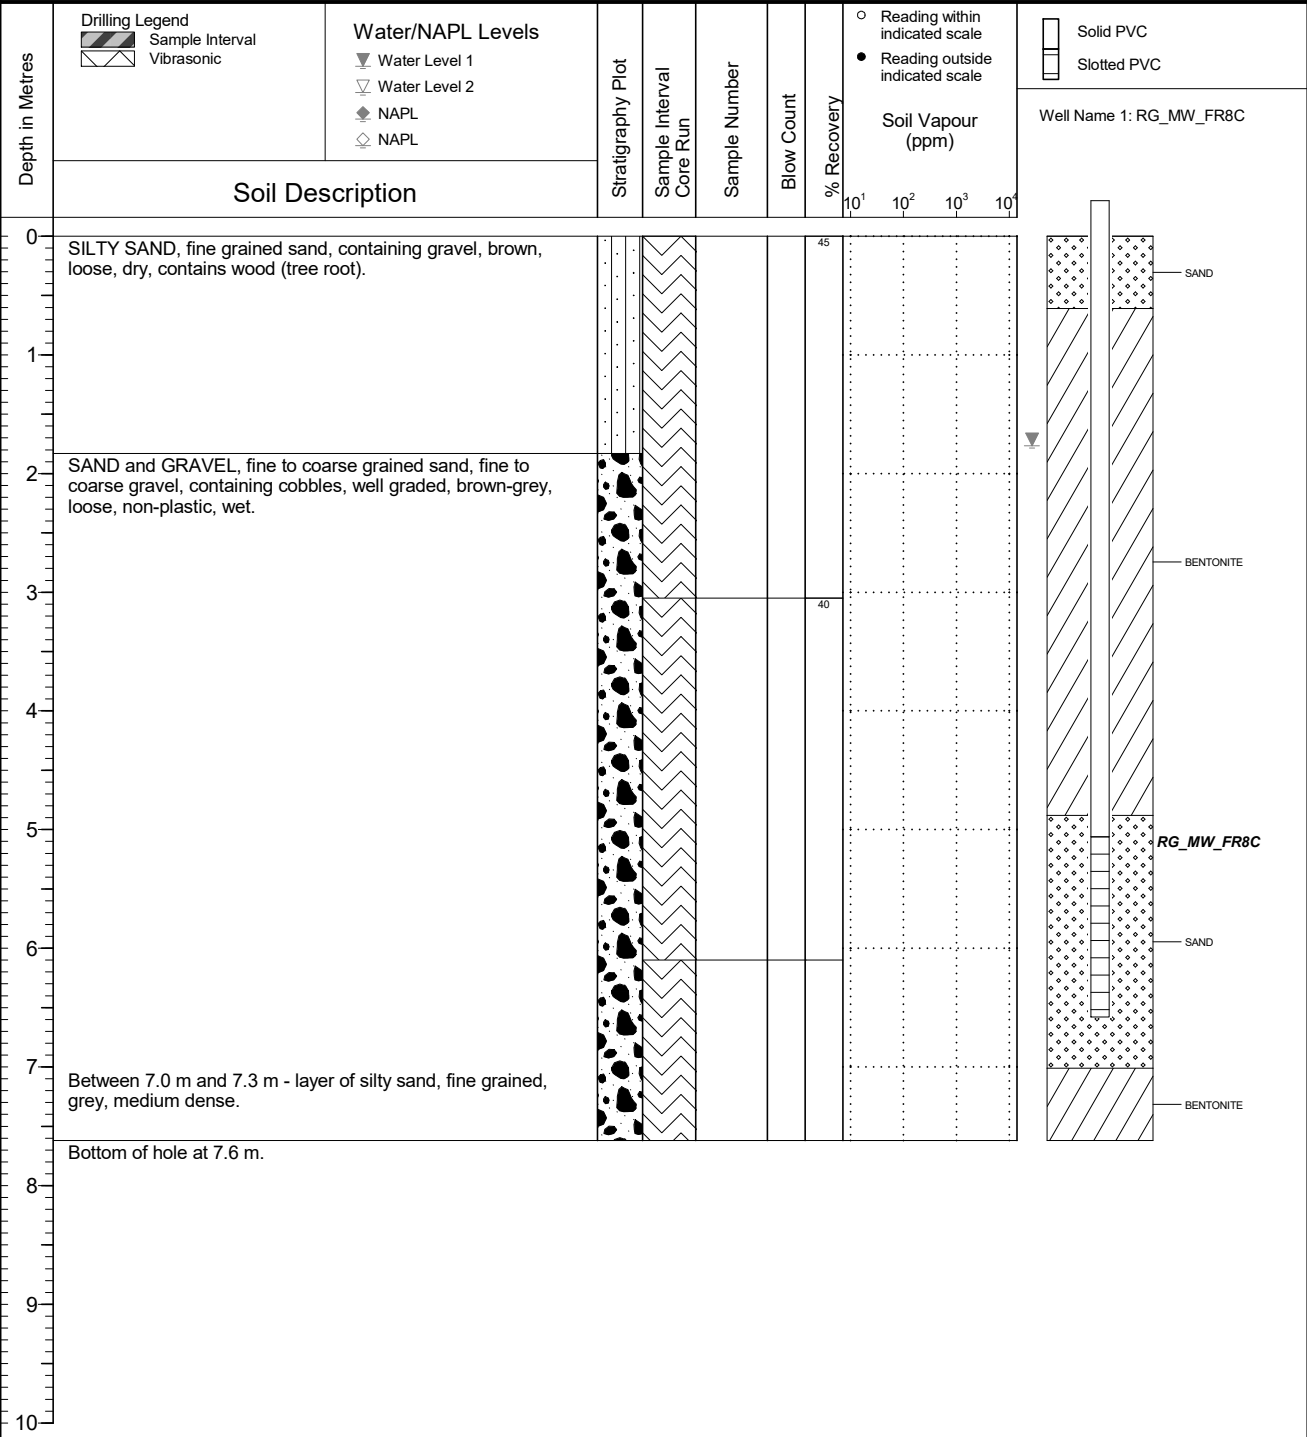 Drilling Legend
Sample Interval
Vibrasonic
Water/NAPL Levels
Water Level 1
Water Level 2
NAPL
NAPL
Depth in Metres
Soil Description
Stratigraphy Plot
Sample Interval
Core Run
Sample Number
Blow Count
% Recovery
Reading within
indicated scale
Reading outside
indicated scale
Soil Vapour
(ppm)
10¹ 10² 10³ 10⁴
Solid PVC
Slotted PVC
Well Name 1: RG_MW_FR8C
0
SILTY SAND, fine grained sand, containing gravel, brown,
loose, dry, contains wood (tree root).
45
SAND
1
SAND and GRAVEL, fine to coarse grained sand, fine to
coarse gravel, containing cobbles, well graded, brown-grey,
loose, non-plastic, wet.
2
BENTONITE
3
40
4
5
RG_MW_FR8C
6
SAND
7
Between 7.0 m and 7.3 m - layer of silty sand, fine grained,
grey, medium dense.
BENTONITE
Bottom of hole at 7.6 m.
8
9
10